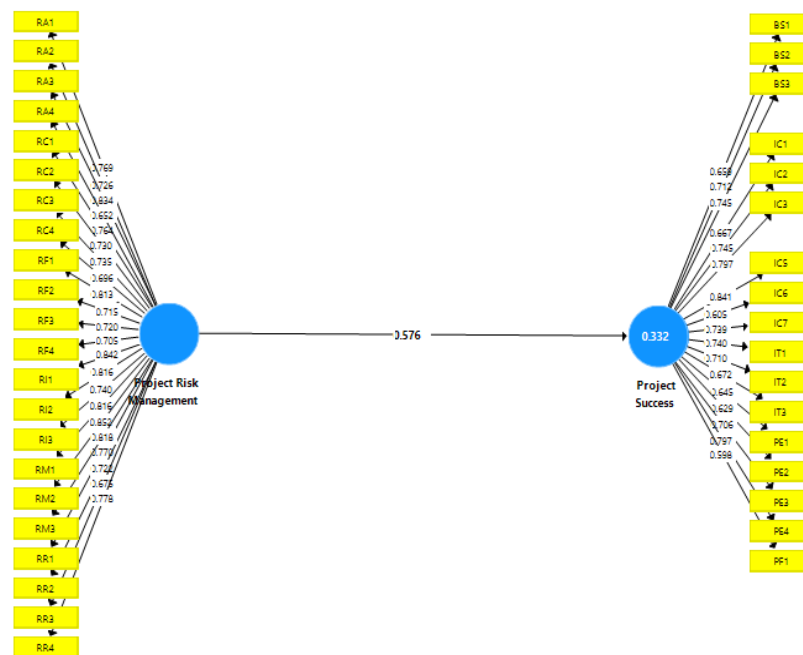 RA1
RA2
RA3
RA4
RC1
RC2
RC3
RC4
RF1
RF2
RF3
RF4
RI1
RI2
RI3
RM1
RM2
RM3
RR1
RR2
RR3
RR4
0.769
0.726
0.834
0.652
0.764
0.730
0.735
0.696
0.813
0.715
0.720
0.705
0.842
0.816
0.740
0.816
0.852
0.818
0.770
0.722
0.675
0.778
Project Risk
Management
0.576
0.332
Project
Success
0.659
0.712
0.745
0.667
0.745
0.797
0.841
0.605
0.739
0.740
0.710
0.672
0.645
0.629
0.706
0.797
0.598
BS1
BS2
BS3
IC1
IC2
IC3
IC5
IC6
IC7
IT1
IT2
IT3
PE1
PE2
PE3
PE4
PF1